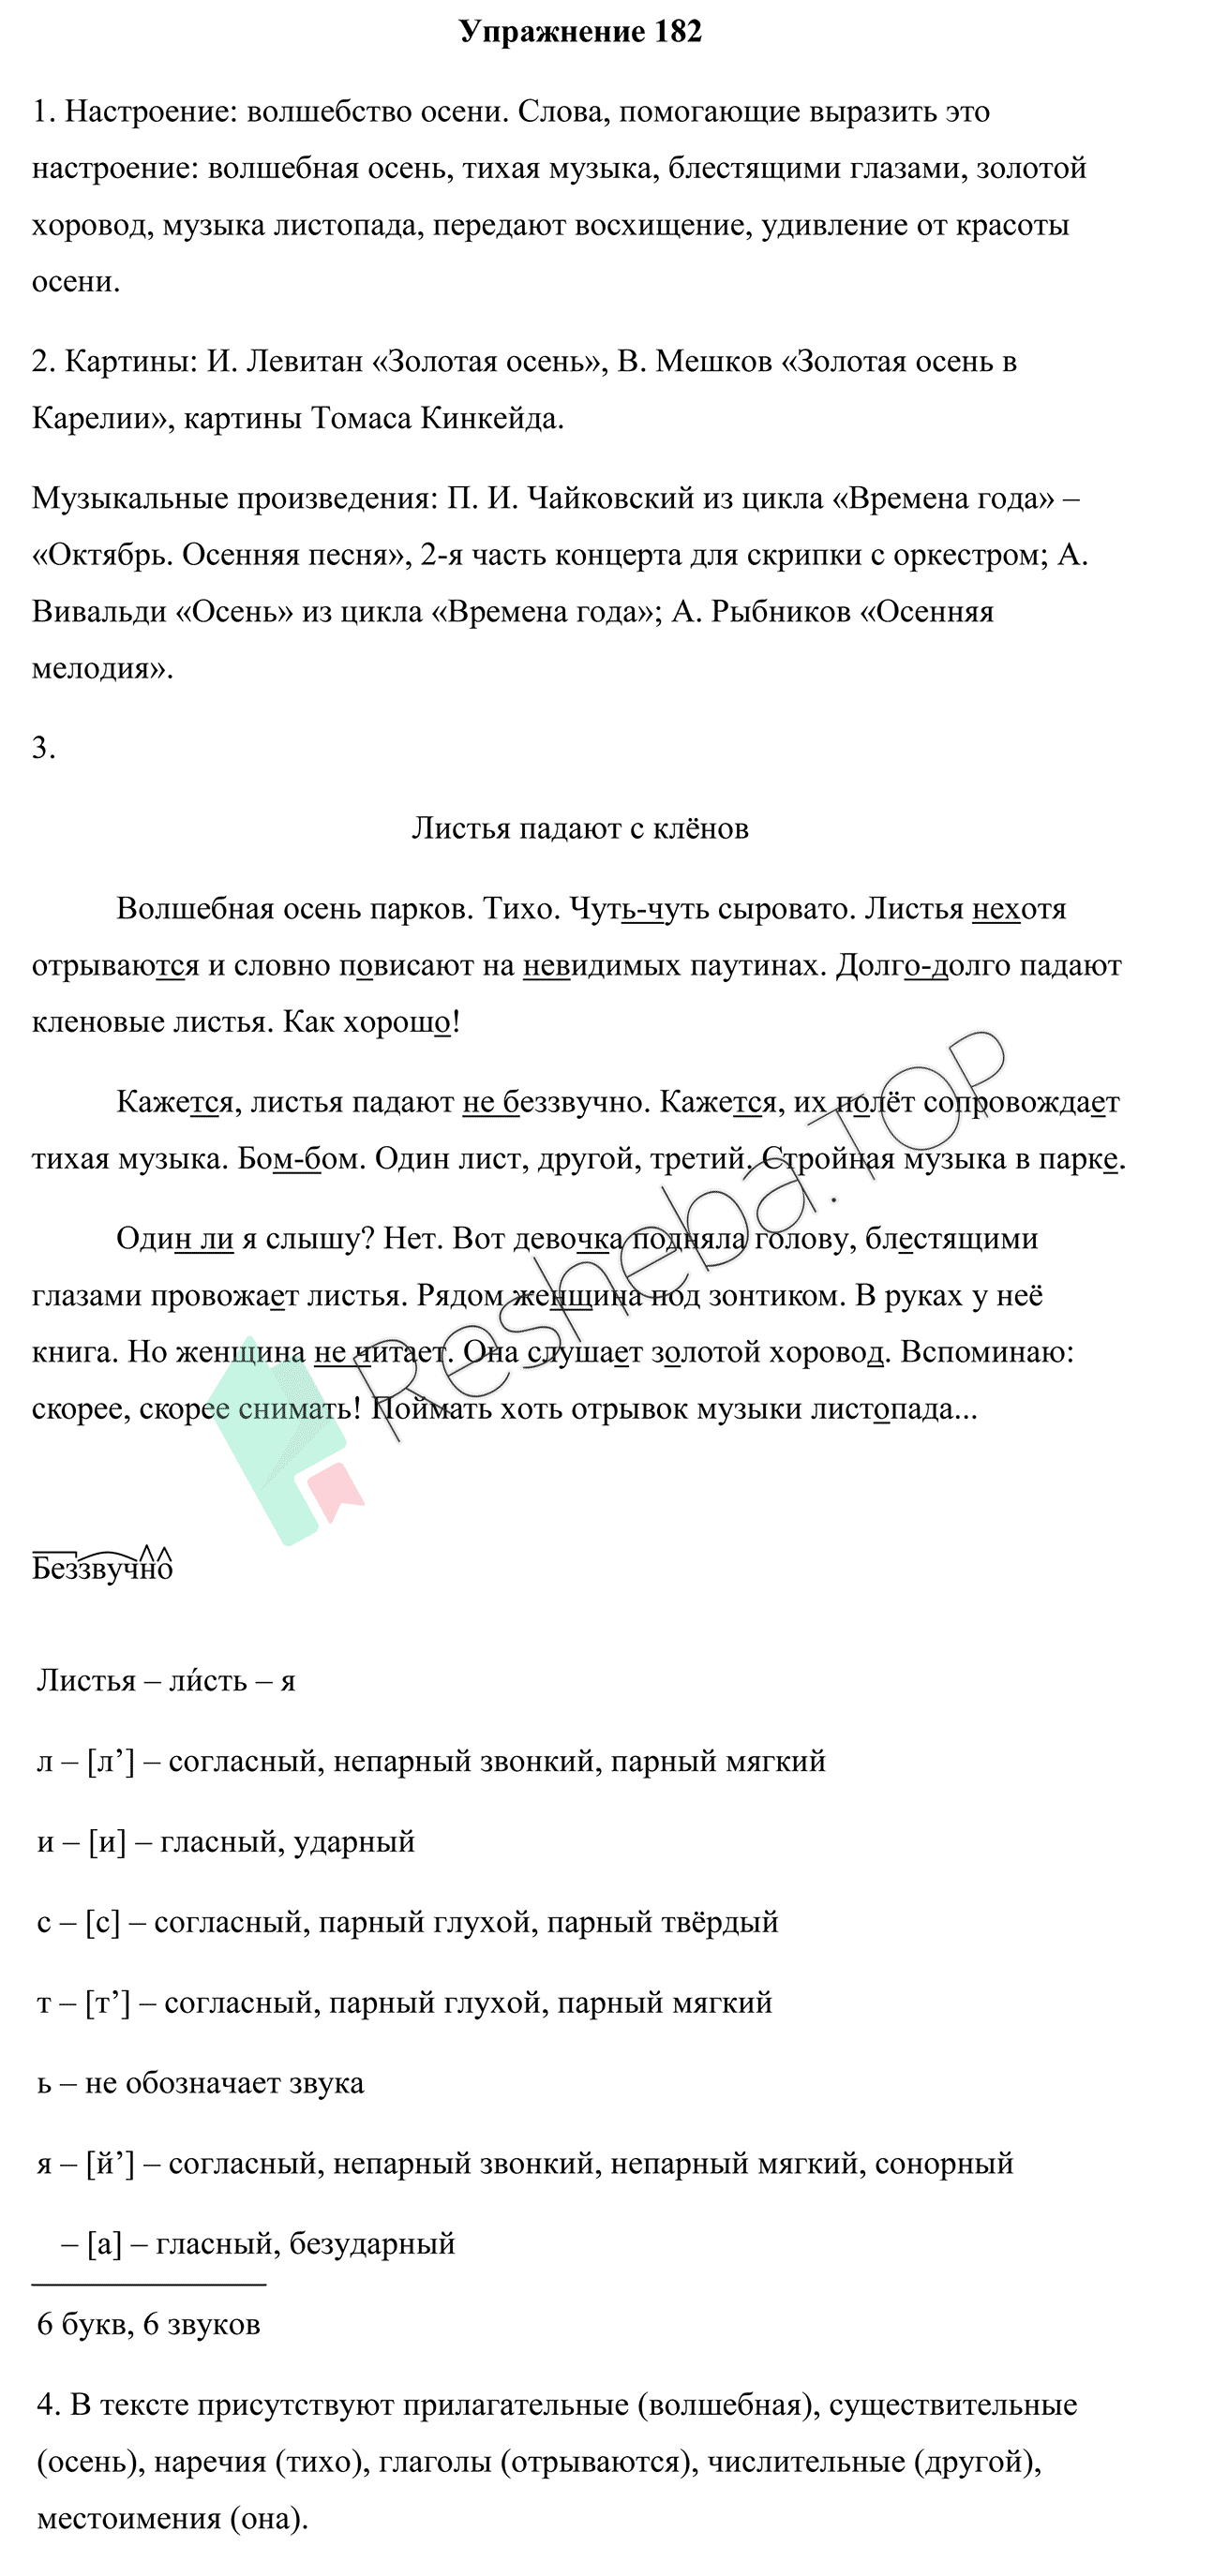 Упражнение 182
1. Настроение: волшебство осени. Слова, помогающие выразить это
настроение: волшебная осень, тихая музыка, блестящими глазами, золотой
хоровод, музыка листопада, передают восхищение, удивление от красоты
осени.
2. Картины: И. Левитан «Золотая осень», В. Мешков «Золотая осень в
Карелии», картины Томаса Кинкейда.
Музыкальные произведения: П. И. Чайковский из цикла «Времена года» –
«Октябрь. Осенняя песня», 2-я часть концерта для скрипки с оркестром; А.
Вивальди «Осень» из цикла «Времена года»; А. Рыбников «Осенняя
мелодия».
3.
Листья падают с клёнов
Волшебная осень парков. Тихо. Чуть-чуть сыровато. Листья нехотя
отрываются и словно повисают на невидимых паутинах. Долго-долго падают
кленовые листья. Как хорошо!
Кажется, листья падают не беззвучно. Кажется, их полёт сопровождает
тихая музыка. Бом-бом. Один лист, другой, третий. Стройная музыка в парке.
Один ли я слышу? Нет. Вот девочка подняла голову, блестящими
глазами провожает листья. Рядом женщина под зонтиком. В руках у неё
книга. Но женщина не читает. Она слушает золотой хоровод. Вспоминаю:
скорее, скорее снимать! Поймать хоть отрывок музыки листопада...
Resheba.TOP
Беззвучно
Листья – ли́сть – я
л – [л’] – согласный, непарный звонкий, парный мягкий
и – [и] – гласный, ударный
с – [с] – согласный, парный глухой, парный твёрдый
т – [т’] – согласный, парный глухой, парный мягкий
ь – не обозначает звука
я – [й’] – согласный, непарный звонкий, непарный мягкий, сонорный
– [а] – гласный, безударный
6 букв, 6 звуков
4. В тексте присутствуют прилагательные (волшебная), существительные
(осень), наречия (тихо), глаголы (отрываются), числительные (другой),
местоимения (она).